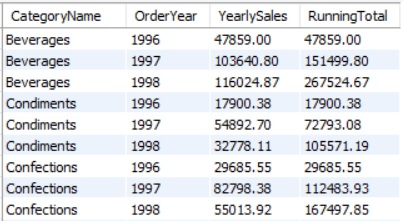 CategoryName OrderYear YearlySales RunningTotal
Beverages 1996 47859.00 47859.00
Beverages 1997 103640.80 151499.80
Beverages 1998 116024.87 267524.67
Condiments 1996 17900.38 17900.38
Condiments 1997 54892.70 72793.08
Condiments 1998 32778.11 105571.19
Confections 1996 29685.55 29685.55
Confections 1997 82798.38 112483.93
Confections 1998 55013.92 167497.85